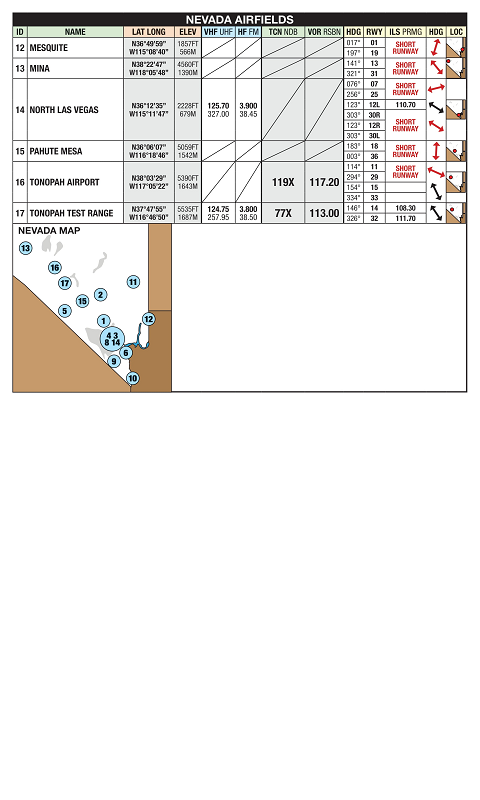 NEVADA AIRFIELDS
ID NAME LAT LONG ELEV VHF UHF HF FM TCN NDB VOR RSBN HDG RWY ILS PRMG HDG LOC
12 MESQUITE N36°49'59" W115°08'40" 1857FT 566M 017° 01 197° 19 SHORT RUNWAY
13 MINA N38°22'47" W118°05'48" 4560FT 1390M 141° 13 321° 31 SHORT RUNWAY
14 NORTH LAS VEGAS N36°12'35" W115°11'47" 2228FT 679M 125.70 327.00 3.900 38.45 076° 07 256° 25 SHORT RUNWAY
123° 12L 110.70
303° 30R
123° 12R 303° 30L SHORT RUNWAY
15 PAHUTE MESA N36°06'07" W116°18'46" 5059FT 1542M 183° 18 003° 36 SHORT RUNWAY
16 TONOPAH AIRPORT N38°03'29" W117°05'22" 5390FT 1643M 119X 117.20 114° 11 294° 29 SHORT RUNWAY
154° 15
334° 33
17 TONOPAH TEST RANGE N37°47'55" W116°46'50" 5535FT 1687M 124.75 257.95 3.800 38.50 77X 113.00 146° 14 108.30
326° 32 111.70
NEVADA MAP
13
16
17
11
2
15
5
1
12
4 3
8 14
6
9
10